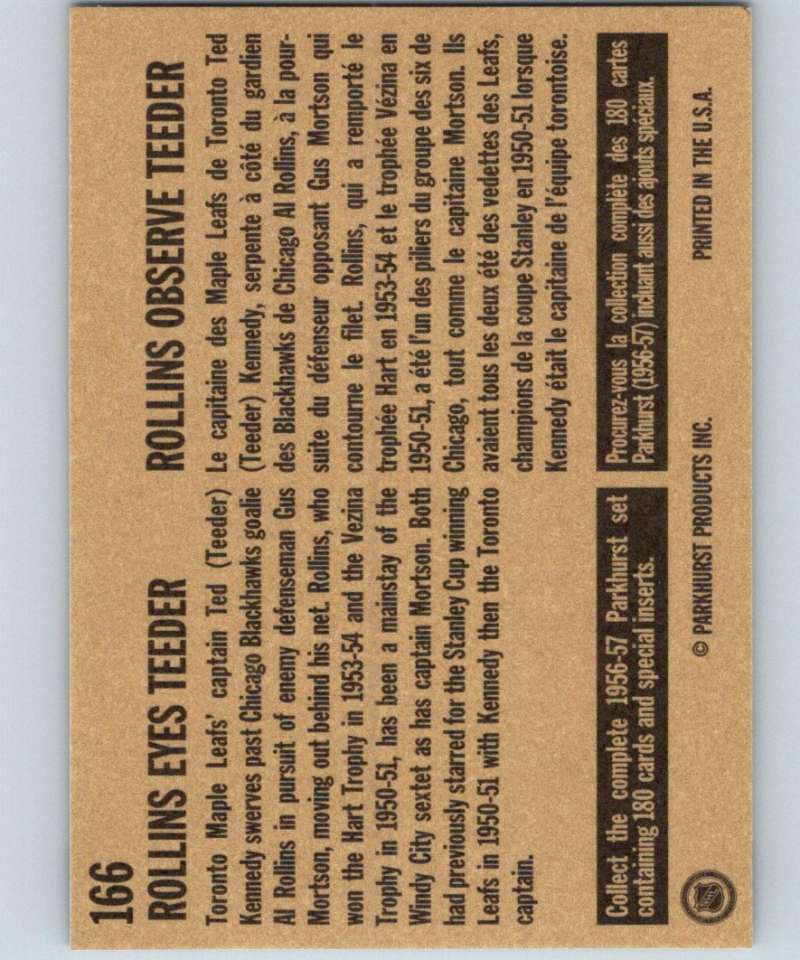 166
ROLLINS EYES TEEDER
Toronto Maple Leafs' captain Ted (Teeder)
Kennedy swerves past Chicago Blackhawks goalie
Al Rollins in pursuit of enemy defenseman Gus
Mortson, moving out behind his net. Rollins, who
won the Hart Trophy in 1953-54 and the Vezina
Trophy in 1950-51, has been a mainstay of the
Windy City sextet as has captain Mortson. Both
had previously starred for the Stanley Cup winning
Leafs in 1950-51 with Kennedy then the Toronto
captain.
ROLLINS OBSERVE TEEDER
Le capitaine des Maple Leafs de Toronto Ted
(Teeder) Kennedy, serpente à côté du gardien
des Blackhawks de Chicago Al Rollins, à la pour-
suite du défenseur opposant Gus Mortson qui
contourne le filet. Rollins, qui a remporté le
trophée Hart en 1953-54 et le trophée Vézina en
1950-51, a été l'un des piliers du groupe des six de
Chicago, tout comme le capitaine Mortson. Ils
avaient tous les deux été des vedettes des Leafs,
champions de la coupe Stanley en 1950-51 lorsque
Kennedy était le capitaine de l'équipe torontoise.
Collect the complete 1956-57 Parkhurst set
containing 180 cards and special inserts.
Procurez-vous la collection complète des 180 cartes
Parkhurst (1956-57) incluant aussi des ajouts spéciaux.
NHL
© PARKHURST PRODUCTS INC.
PRINTED IN THE U.S.A.